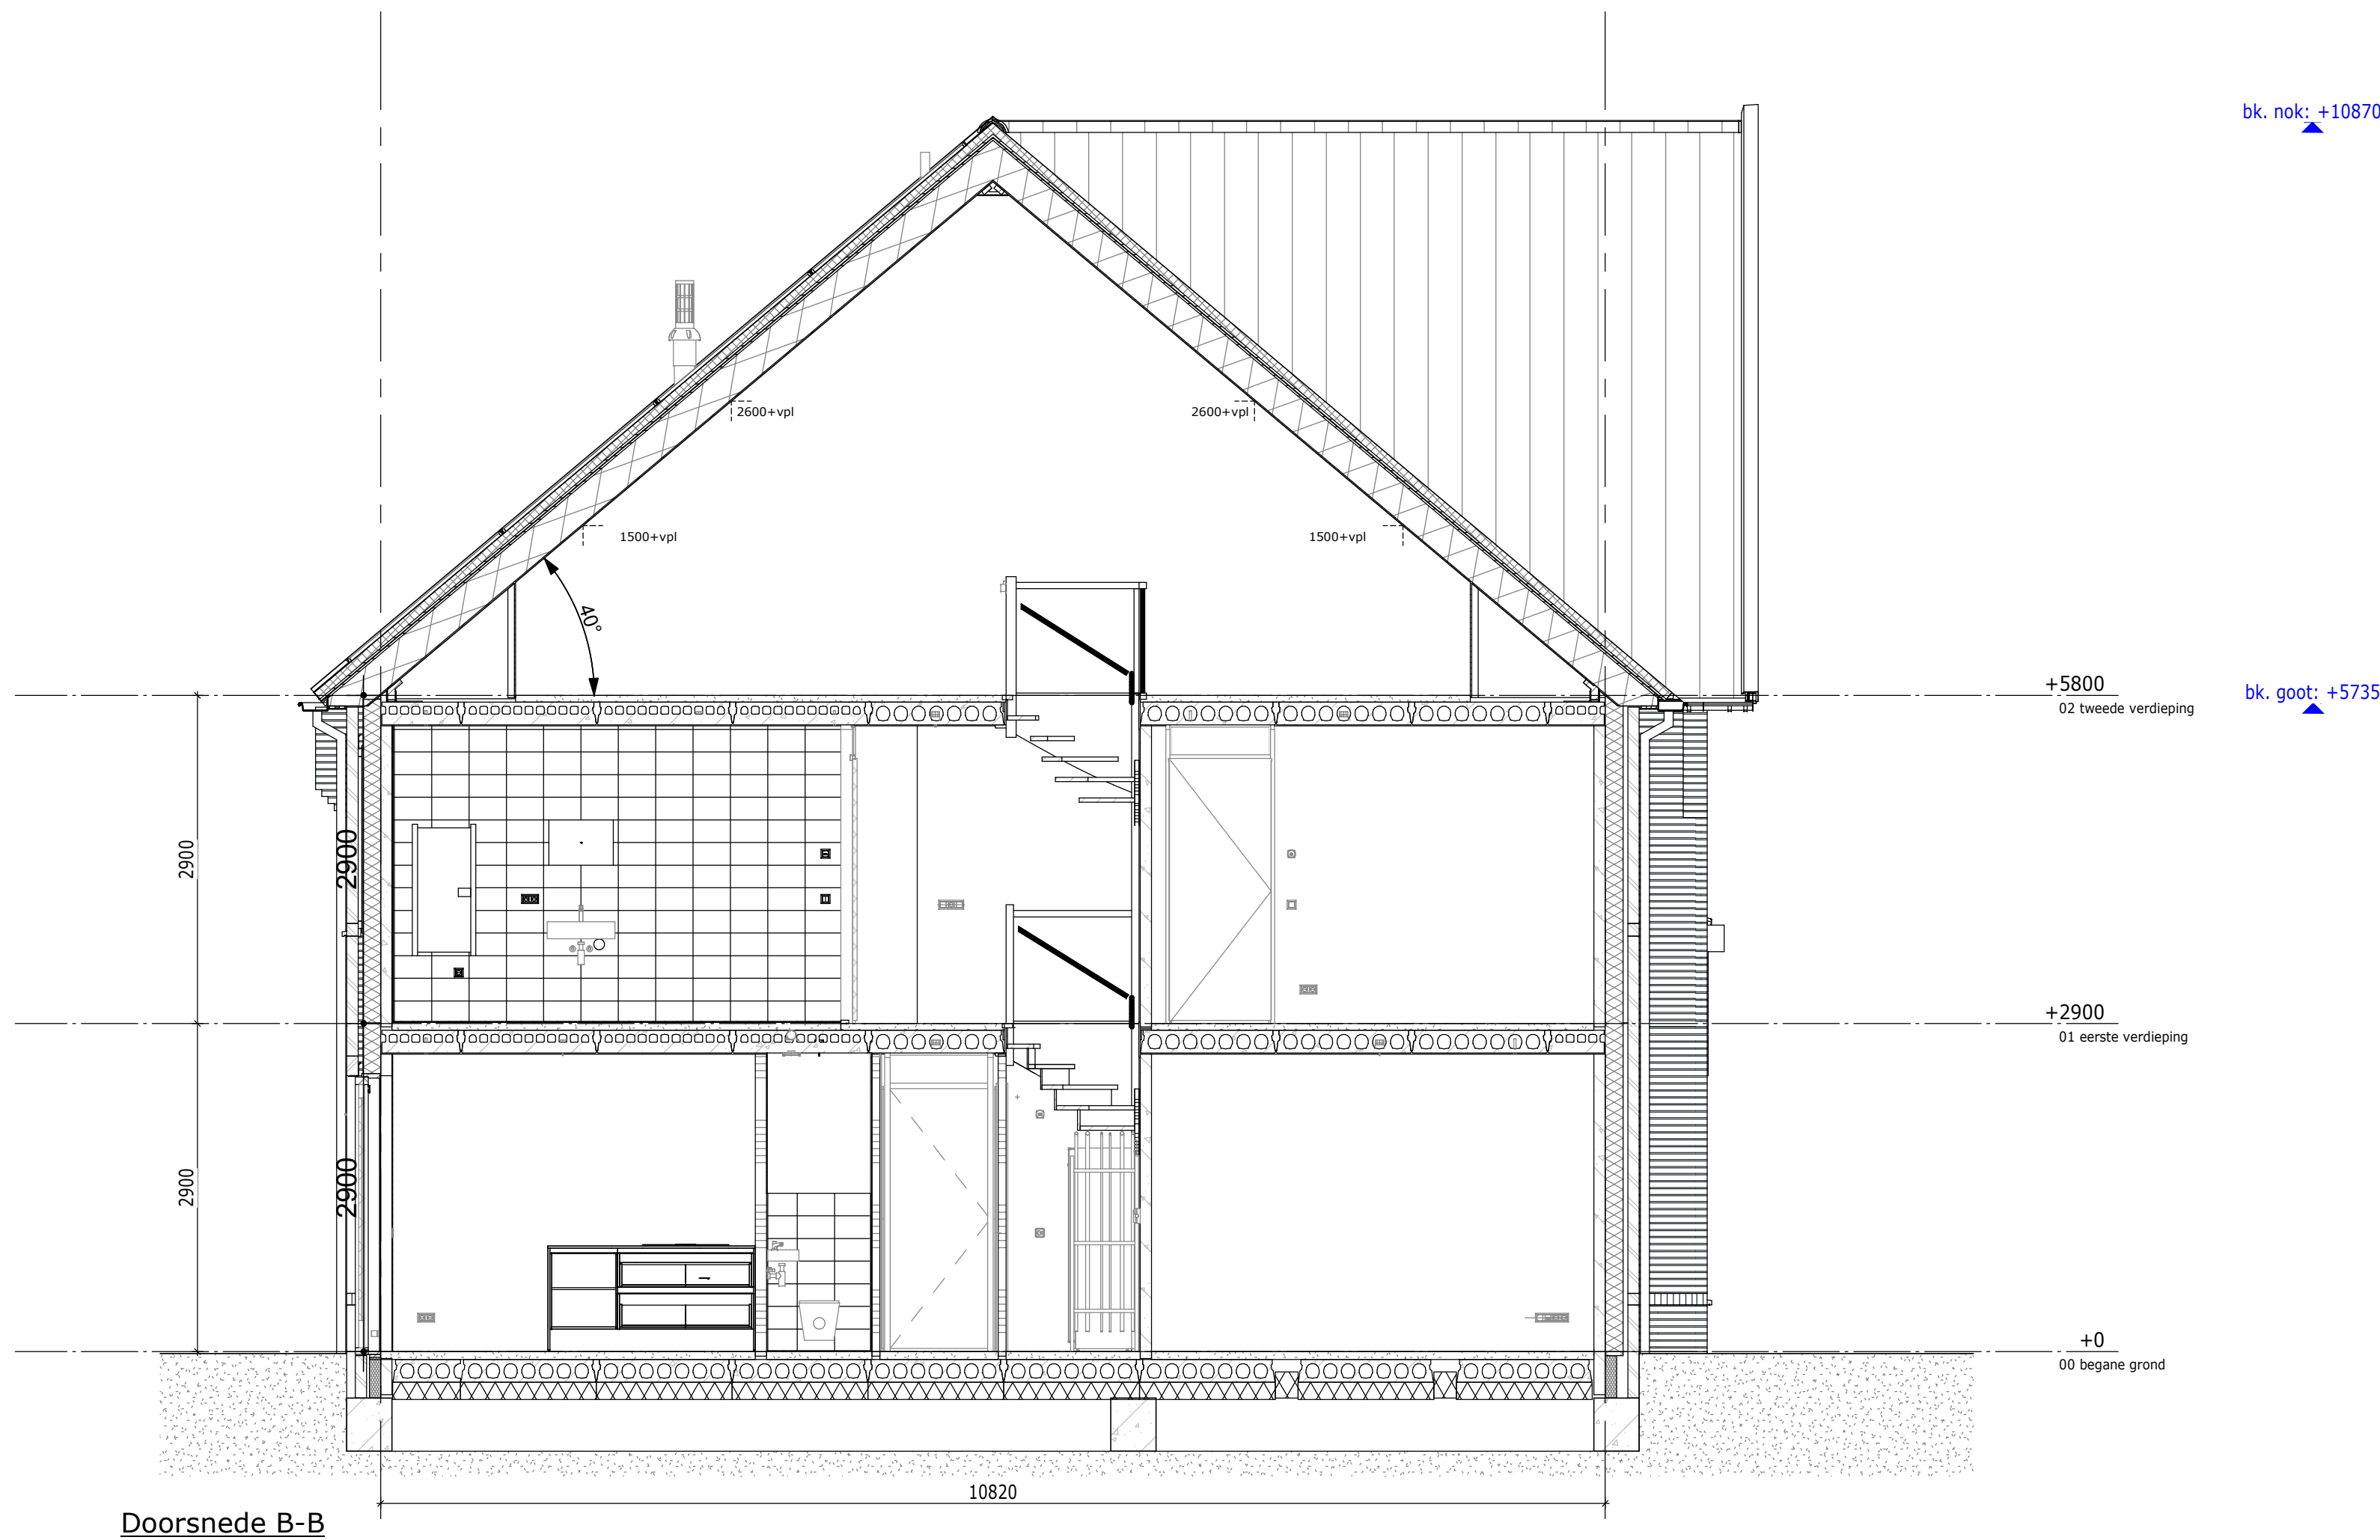 bk. nok: +10870
2600+vpl
2600+vpl
1500+vpl
1500+vpl
40°
+5800
02 tweede verdieping
bk. goot: +5735
2900
2900
+2900
01 eerste verdieping
2900
2900
+0
00 begane grond
10820
Doorsnede B-B